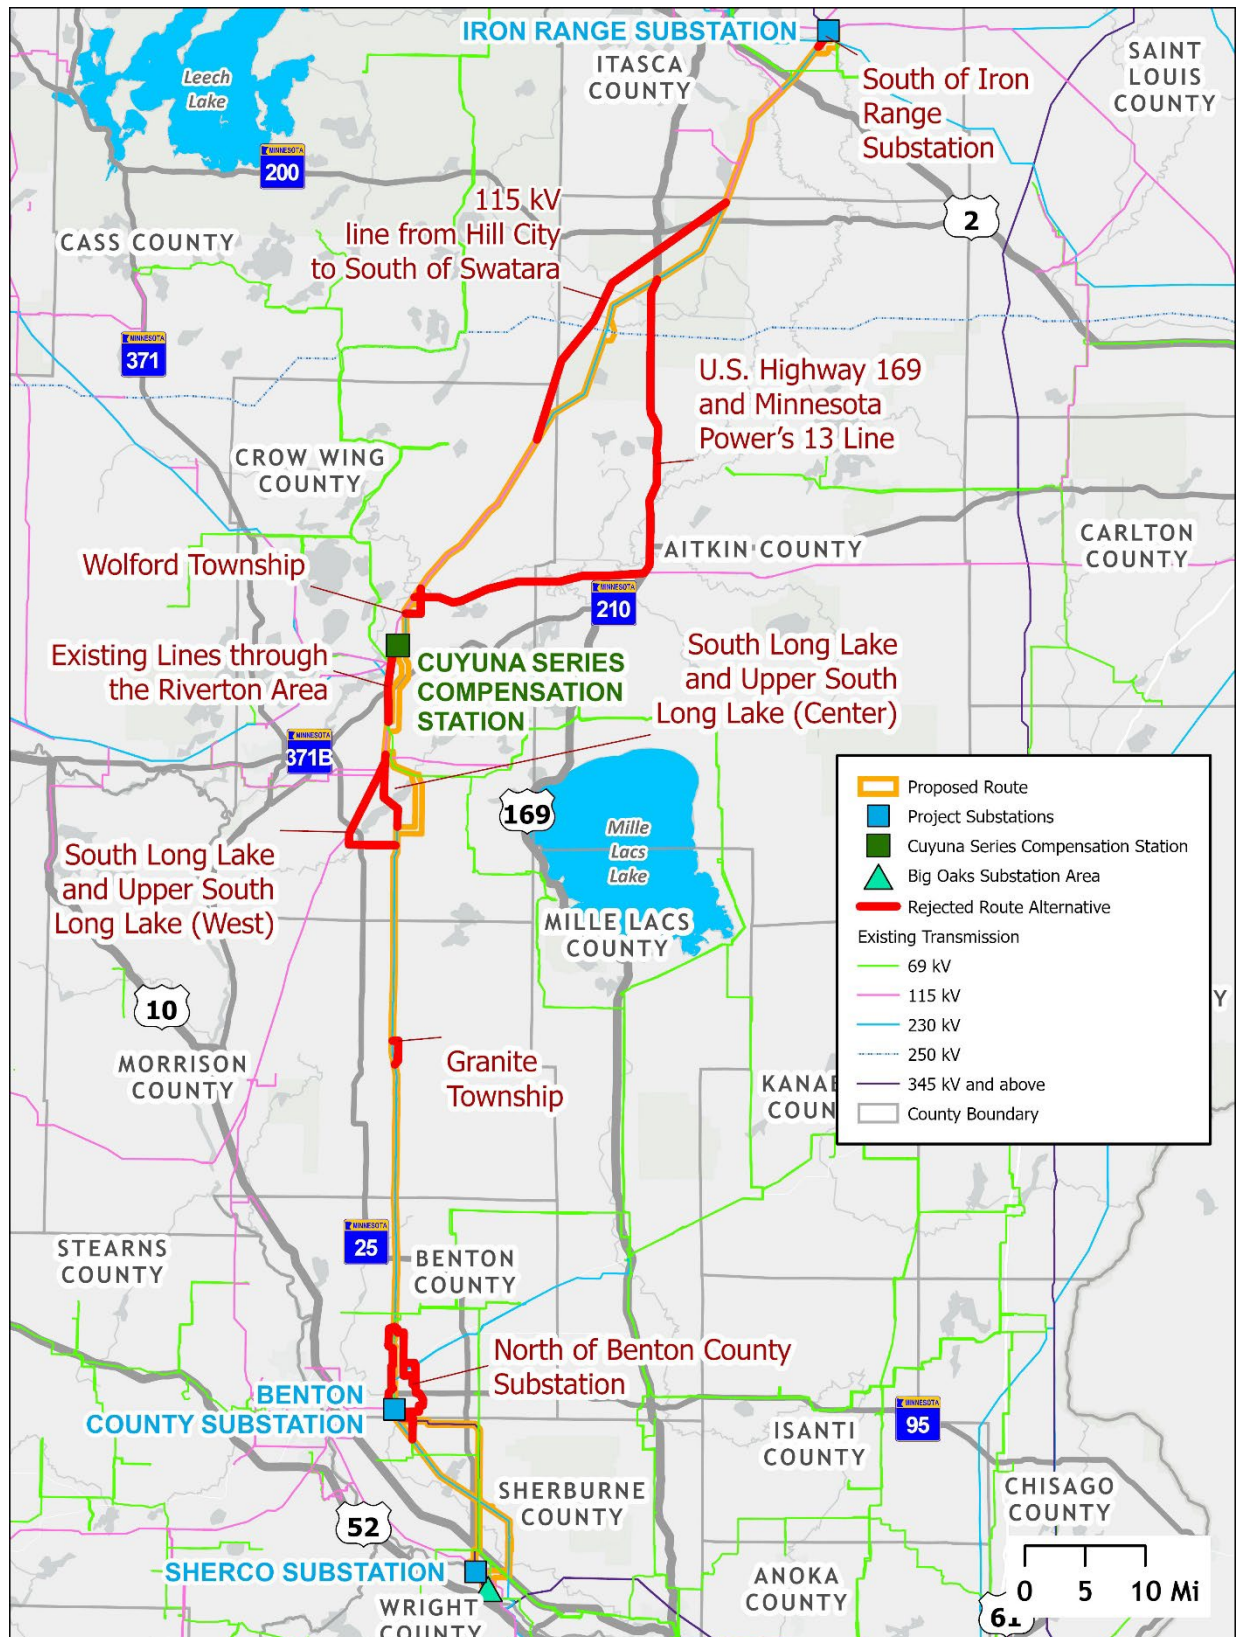 IRON RANGE SUBSTATION
ITASCA
COUNTY
SAINT
LOUIS
COUNTY
Leech
Lake
South of Iron
Range
Substation
MINNESOTA
200
115 kV
line from Hill City
to South of Swatara
2
CASS COUNTY
MINNESOTA
371
U.S. Highway 169
and Minnesota
Power's 13 Line
CROW WING
COUNTY
AITKIN COUNTY
CARLTON
COUNTY
Wolford Township
MINNESOTA
210
Existing Lines through
the Riverton Area
CUYUNA SERIES
COMPENSATION
STATION
South Long Lake
and Upper South
Long Lake (Center)
MINNESOTA
371B
169
Mille
Lacs
Lake
South Long Lake
and Upper South
Long Lake (West)
MILLE LACS
COUNTY
Proposed Route
Project Substations
Cuyuna Series Compensation Station
Big Oaks Substation Area
Rejected Route Alternative
Existing Transmission
69 kV
115 kV
230 kV
250 kV
345 kV and above
County Boundary
Y
10
MORRISON
COUNTY
Granite
Township
KANAB
COUN
MINNESOTA
25
STEARNS
COUNTY
BENTON
COUNTY
North of Benton County
Substation
BENTON
COUNTY SUBSTATION
MINNESOTA
95
ISANTI
COUNTY
SHERBURNE
COUNTY
CHISAGO
COUNTY
52
SHERCO SUBSTATION
ANOKA
COUNTY
WRIGHT
COUNTY
61
0 5 10 Mi